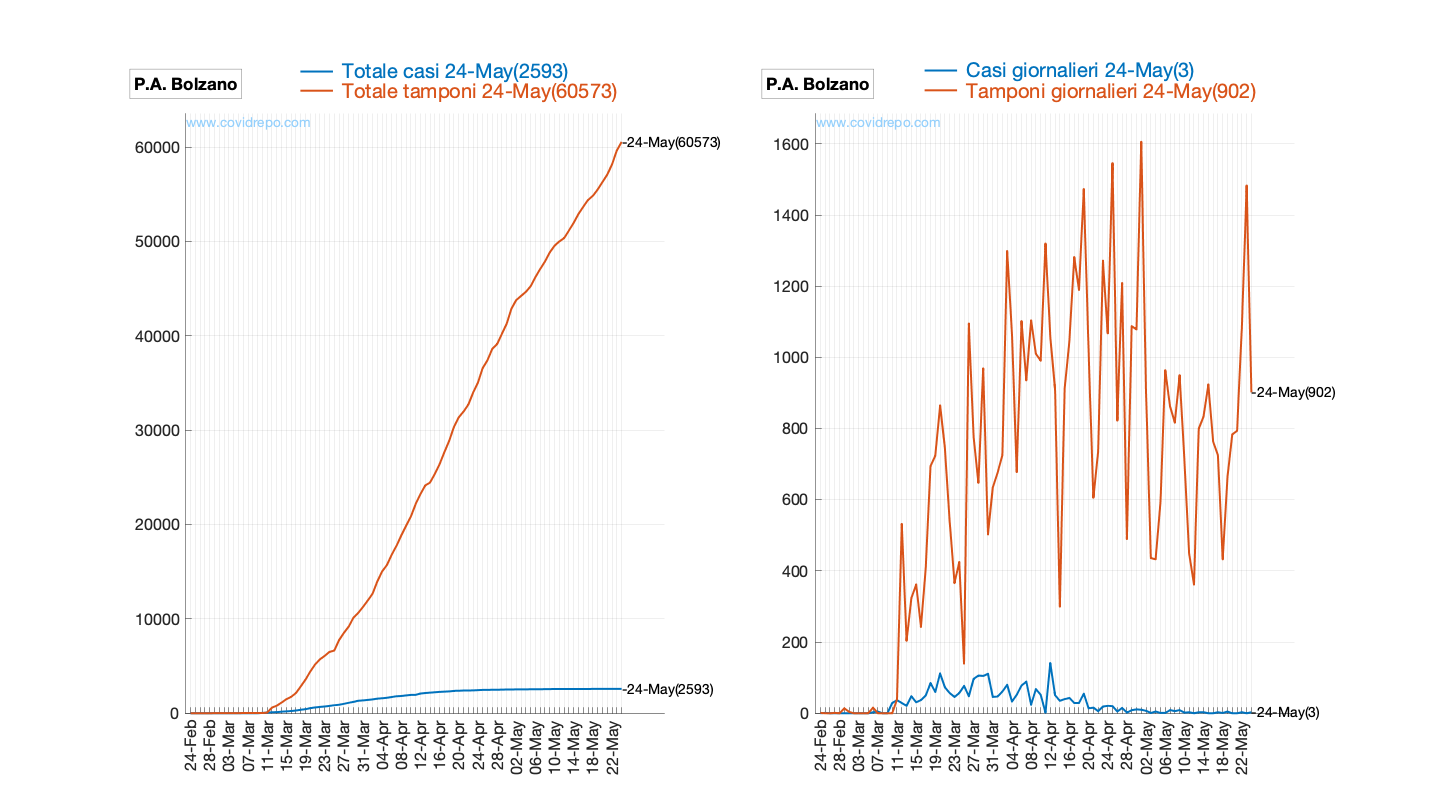 P.A. Bolzano
Totale casi 24-May(2593)
Totale tamponi 24-May(60573)
www.covidrepo.com
60000
50000
40000
30000
20000
10000
0
24-May(60573)
24-May(2593)
24-Feb
28-Feb
03-Mar
07-Mar
11-Mar
15-Mar
19-Mar
23-Mar
27-Mar
31-Mar
04-Apr
08-Apr
12-Apr
16-Apr
20-Apr
24-Apr
28-Apr
02-May
06-May
10-May
14-May
18-May
22-May
P.A. Bolzano
Casi giornalieri 24-May(3)
Tamponi giornalieri 24-May(902)
www.covidrepo.com
1600
1400
1200
1000
800
600
400
200
0
24-May(902)
24-May(3)
24-Feb
28-Feb
03-Mar
07-Mar
11-Mar
15-Mar
19-Mar
23-Mar
27-Mar
31-Mar
04-Apr
08-Apr
12-Apr
16-Apr
20-Apr
24-Apr
28-Apr
02-May
06-May
10-May
14-May
18-May
22-May